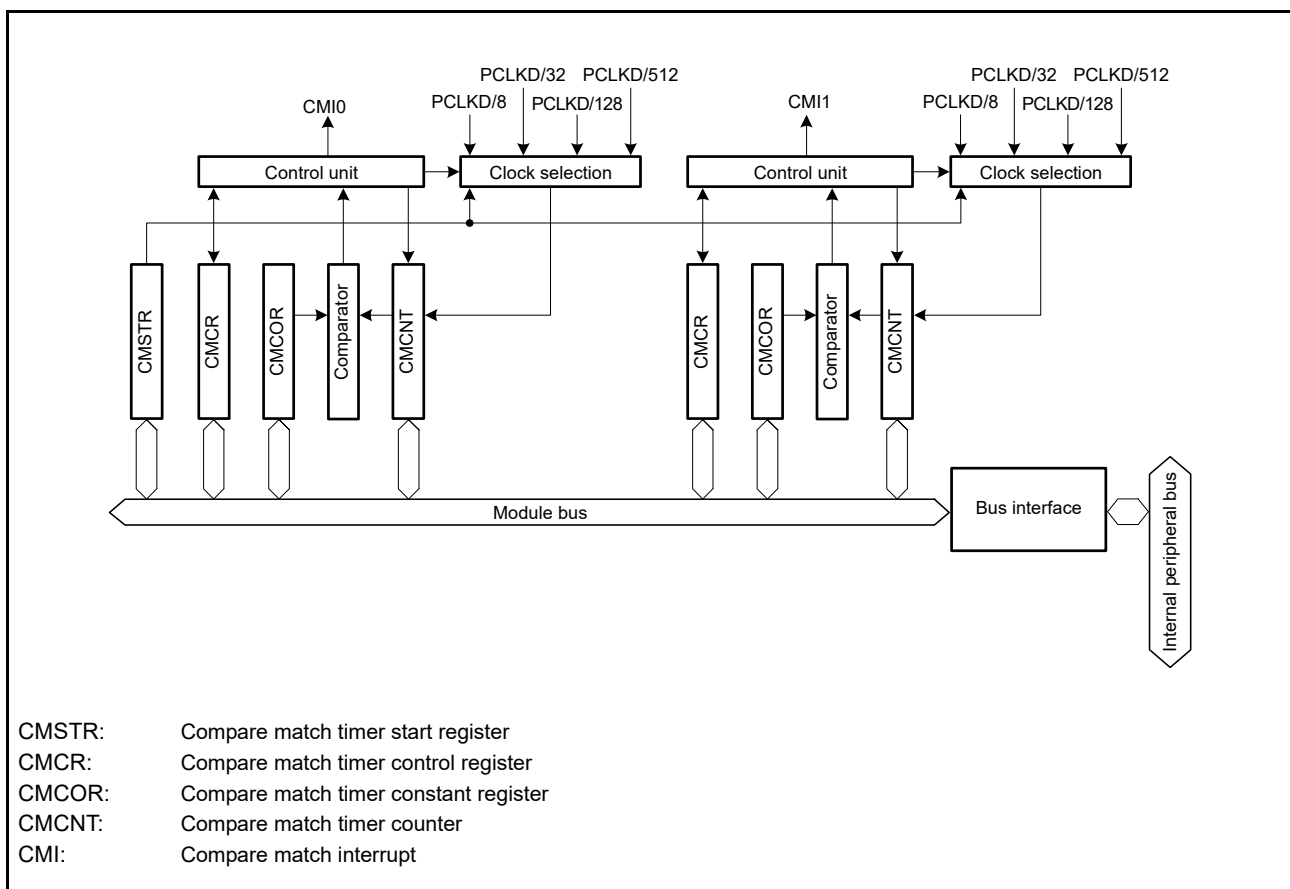 PCLKD/32 PCLKD/512
PCLKD/8 PCLKD/128
CMI0
Control unit
Clock selection
CMSTR
CMCR
CMCOR
Comparator
CMCNT
PCLKD/32 PCLKD/512
PCLKD/8 PCLKD/128
CMI1
Control unit
Clock selection
CMCR
CMCOR
Comparator
CMCNT
Module bus
Bus interface
Internal peripheral bus
CMSTR: Compare match timer start register
CMCR: Compare match timer control register
CMCOR: Compare match timer constant register
CMCNT: Compare match timer counter
CMI: Compare match interrupt